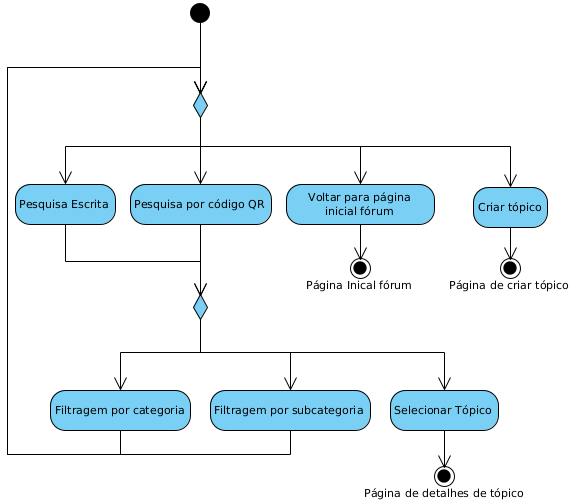 Pesquisa Escrita
Pesquisa por código QR
Voltar para página
inicial fórum
Criar tópico
Página Inical fórum
Página de criar tópico
Filtragem por categoria
Filtragem por subcategoria
Selecionar Tópico
Página de detalhes de tópico